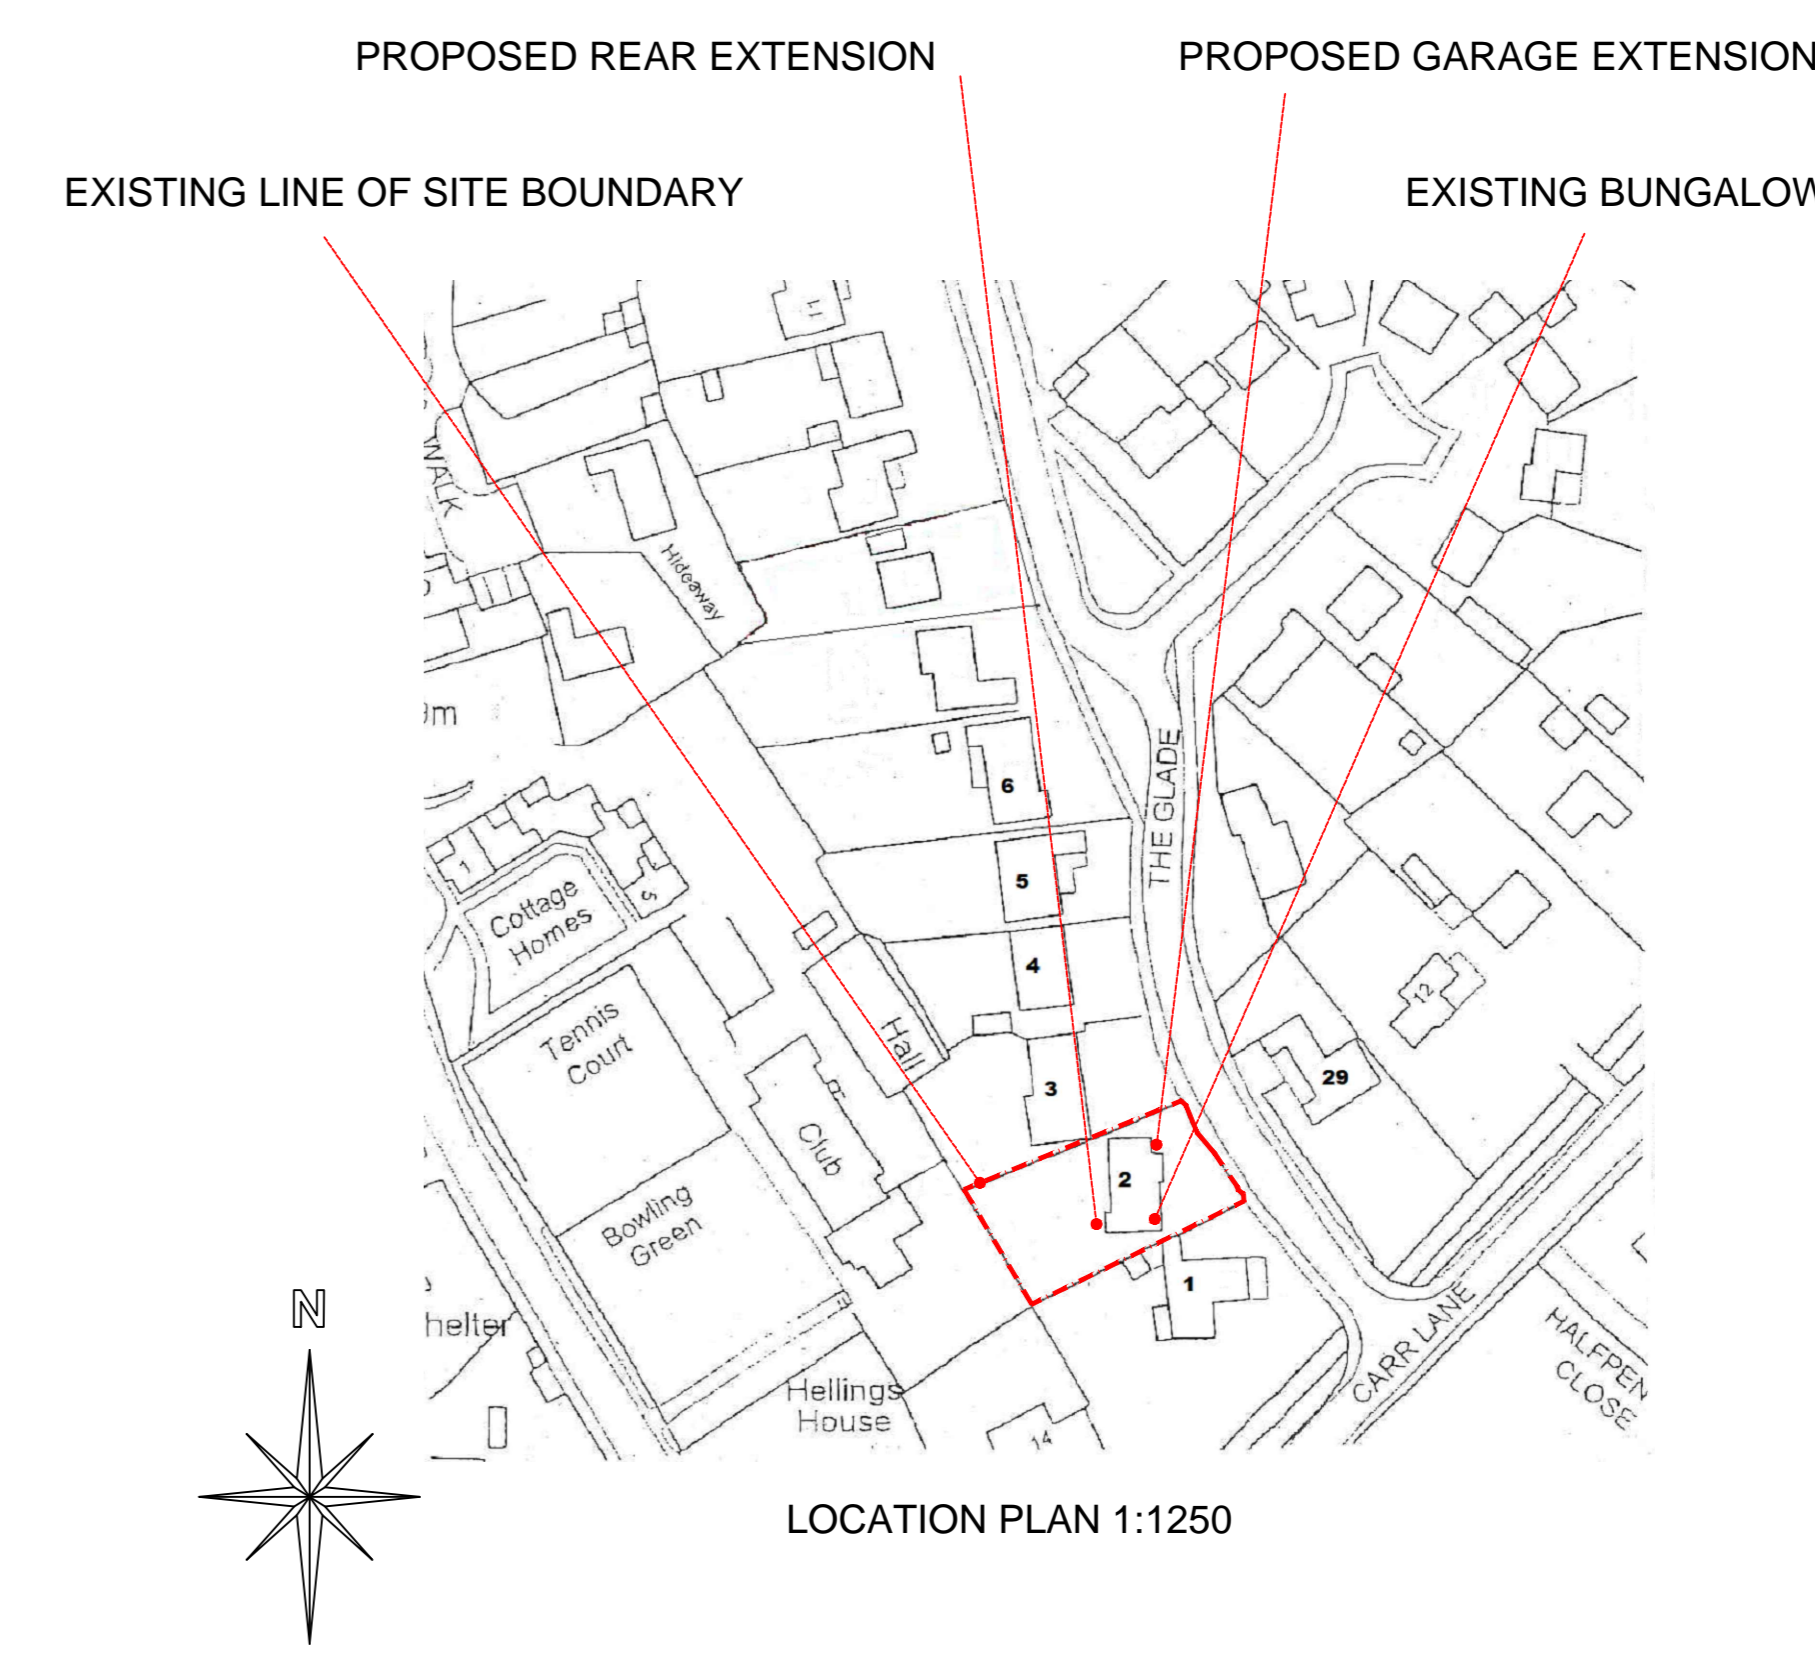 PROPOSED REAR EXTENSION
PROPOSED GARAGE EXTENSION
EXISTING LINE OF SITE BOUNDARY
EXISTING BUNGALOW
11
WALK
Hideaway
6
THE GLADE
5
1
5
Cottage
Homes
4
12
Tennis
Court
Hall
3
29
Club
2
Bowling
Green
1
N
helter
CARR LANE
HALFPEN
CLOSE
Hellings
House
14
LOCATION PLAN 1:1250